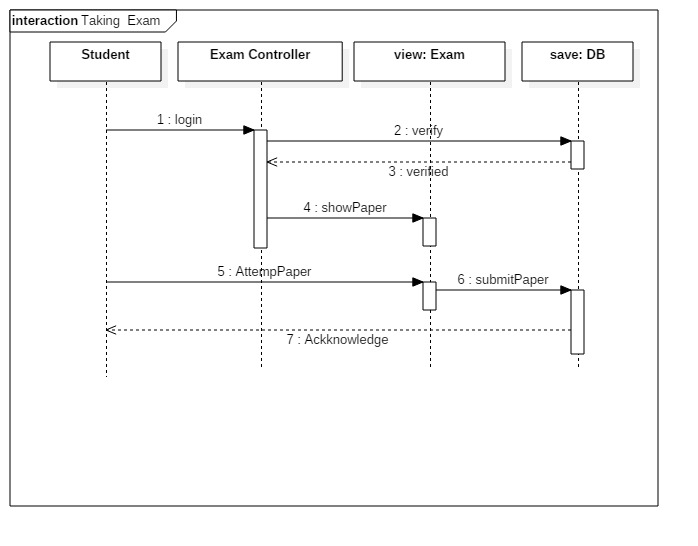 interaction Taking Exam
Student
Exam Controller
view: Exam
save: DB
1 : login
2 : verify
3 : verified
4 : showPaper
5 : AttempPaper
6 : submitPaper
7 : Ackknowledge